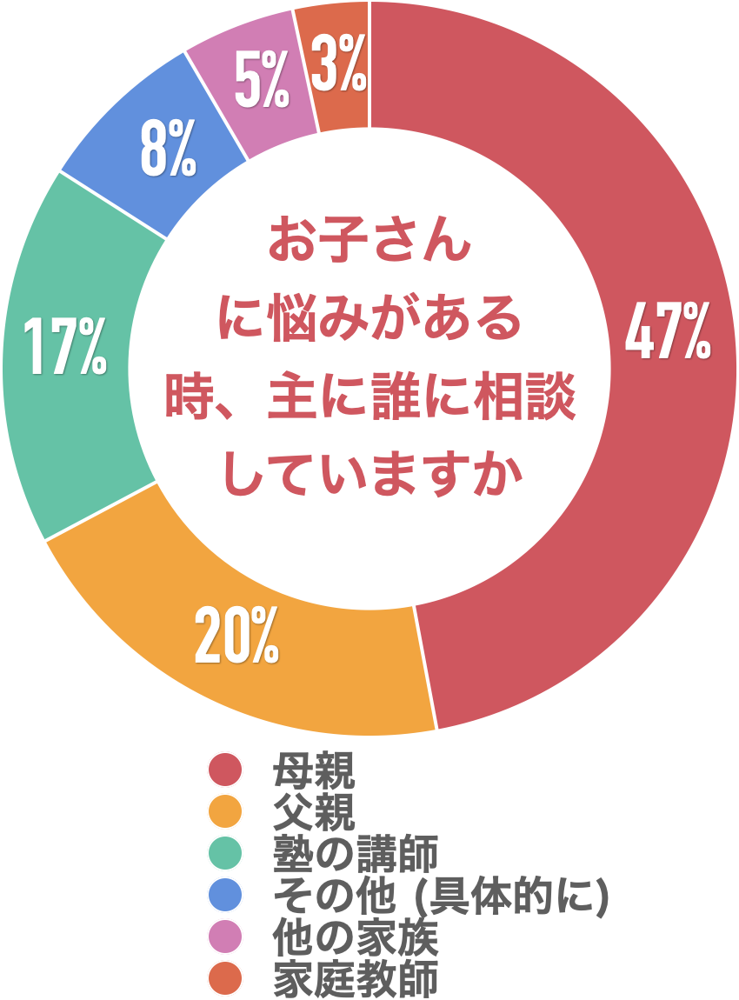 3%
5%
8%
17%
47%
20%
お子さん
に悩みがある
時、主に誰に相談
していますか
母親
父親
塾の講師
その他 (具体的に)
他の家族
家庭教師